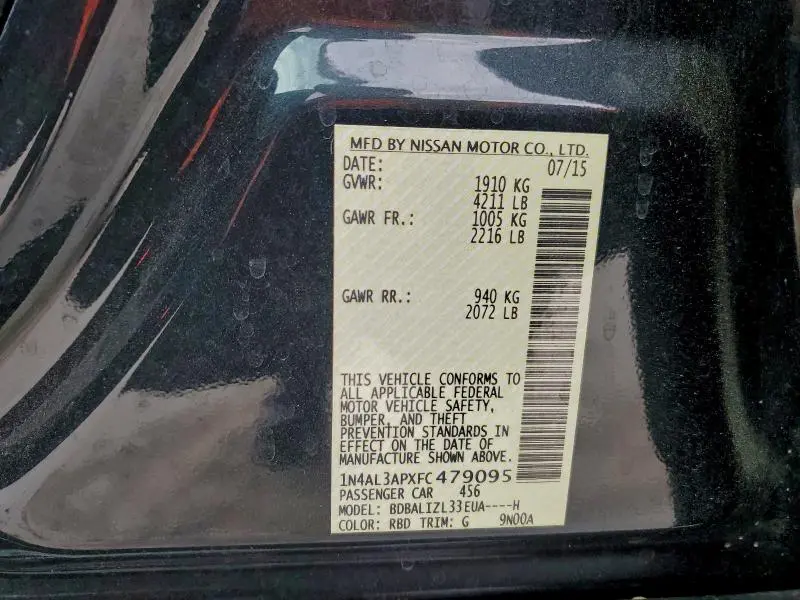 MFD BY NISSAN MOTOR CO., LTD.
DATE: 07/15
GVWR: 1910 KG
4211 LB
GAWR FR.: 1005 KG
2216 LB
GAWR RR.: 940 KG
2072 LB
THIS VEHICLE CONFORMS TO
ALL APPLICABLE FEDERAL
MOTOR VEHICLE SAFETY,
BUMPER, AND THEFT
PREVENTION STANDARDS IN
EFFECT ON THE DATE OF
MANUFACTURE SHOWN ABOVE.
1N4AL3APXFC479095
PASSENGER CAR 456
MODEL: BDBALIZL33EUA----H
COLOR: RBD TRIM: G 9N00A